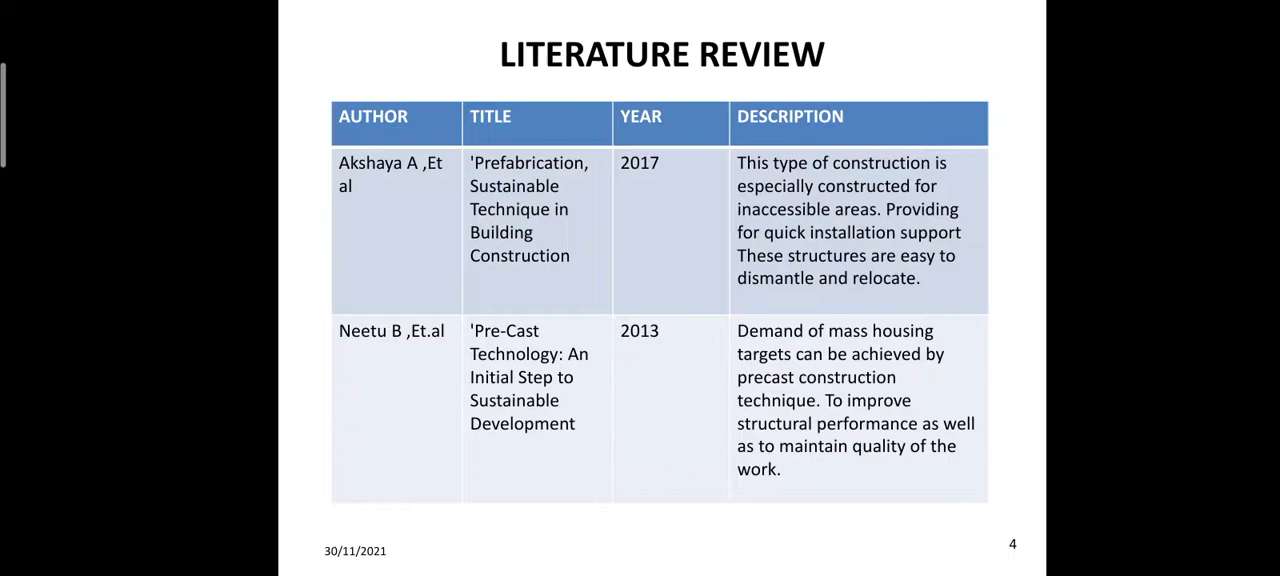 LITERATURE REVIEW
AUTHOR
TITLE
YEAR
DESCRIPTION
Akshaya A ,Et
al
'Prefabrication,
Sustainable
Technique in
Building
Construction
2017
This type of construction is
especially constructed for
inaccessible areas. Providing
for quick installation support
These structures are easy to
dismantle and relocate.
Neetu B ,Et.al
'Pre-Cast
Technology: An
Initial Step to
Sustainable
Development
2013
Demand of mass housing
targets can be achieved by
precast construction
technique. To improve
structural performance as well
as to maintain quality of the
work.
30/11/2021
4